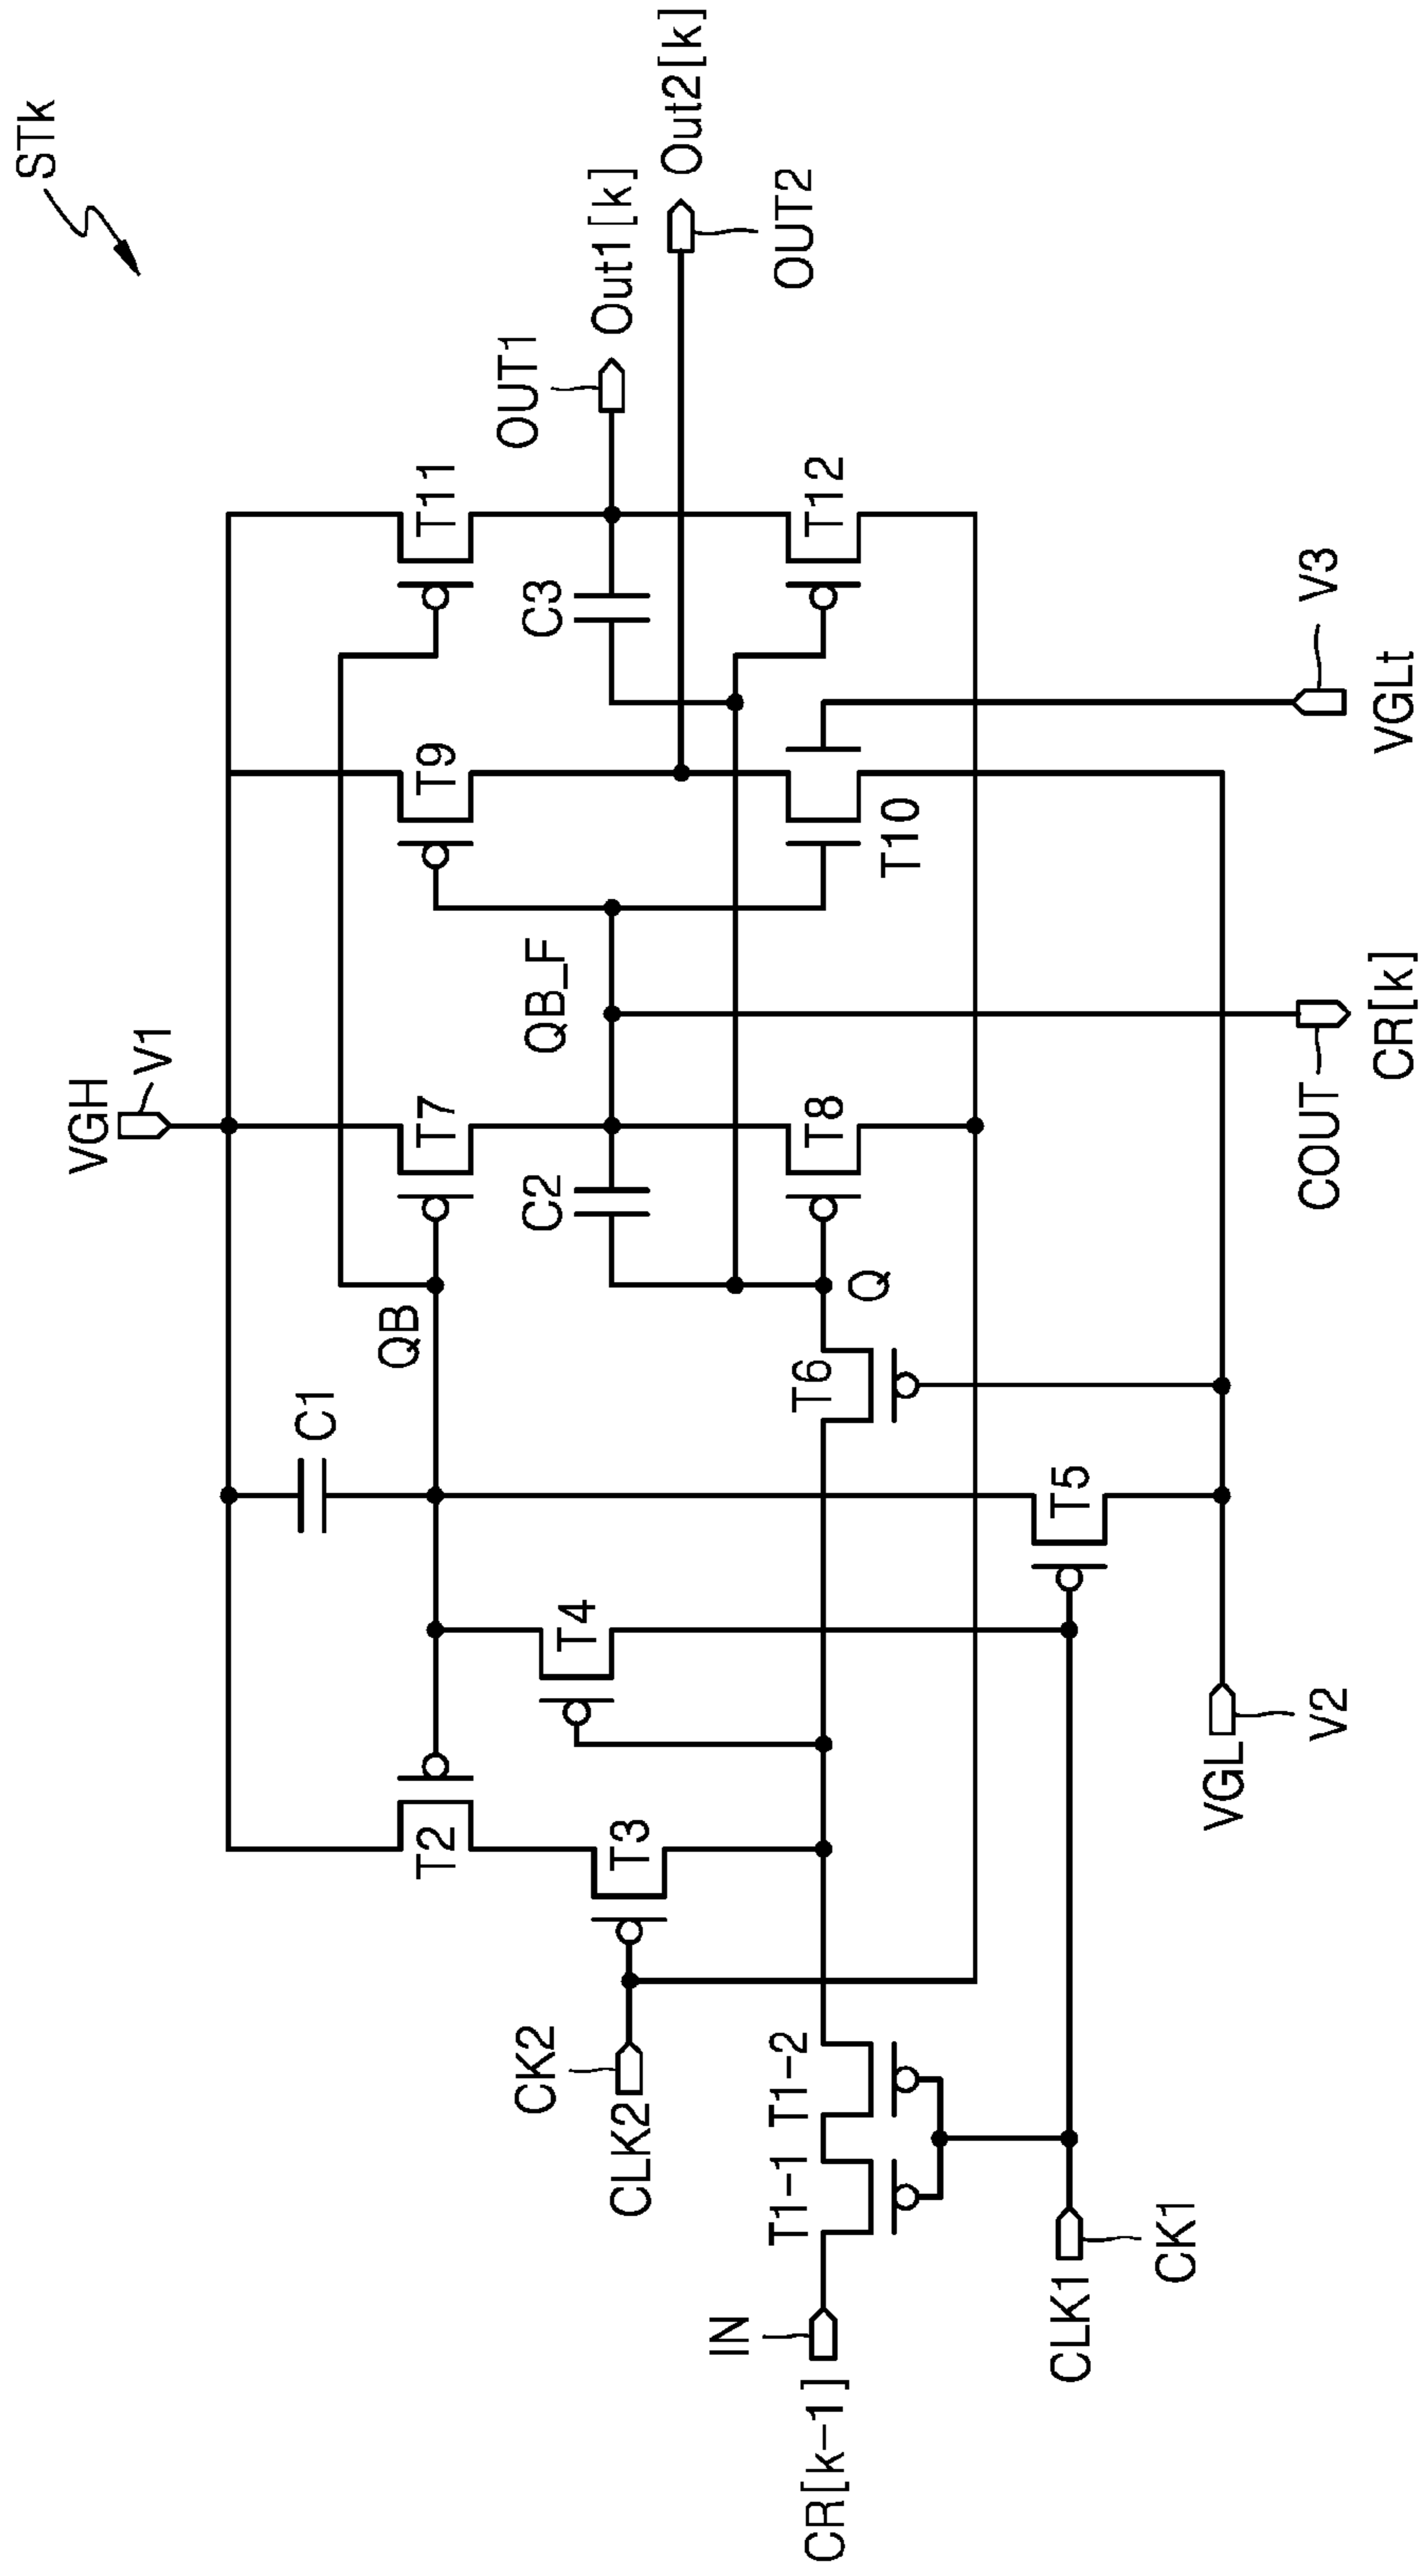 STk
VGH
V1
QB
C1
T7
T9
T11
OUT1
Out1[k]
Out2[k]
OUT2
C2
QB_F
C3
T2
T3
T4
T6
Q
T8
T10
T12
CK2
CLK2
IN
CR[k-1]
T1-1
T1-2
T5
CLK1
CK1
VGL
V2
COUT
CR[k]
V3
VGLt